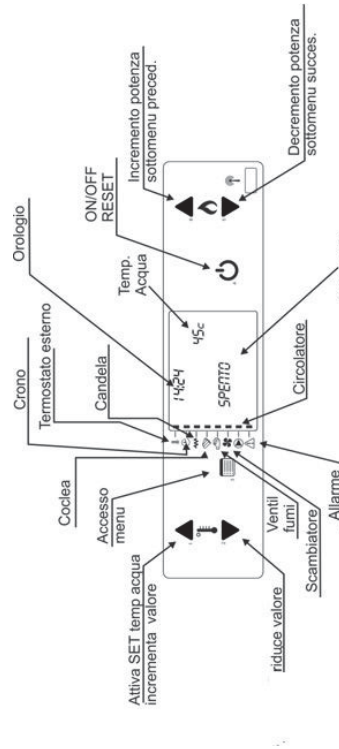 Orologio
Crono
Termostato esterno
Candela
Coclea
Accesso
menu
Attiva SET temp acqua
incrementa valore
Temp.
Acqua
ON/OFF
RESET
Incremento potenza
sottomenu preced.
14:24
45c
SPENTO
riduce valore
Ventil
fumi
Scambiatore
Allarme
Circolatore
Decremento potenza
sottomenu succes.